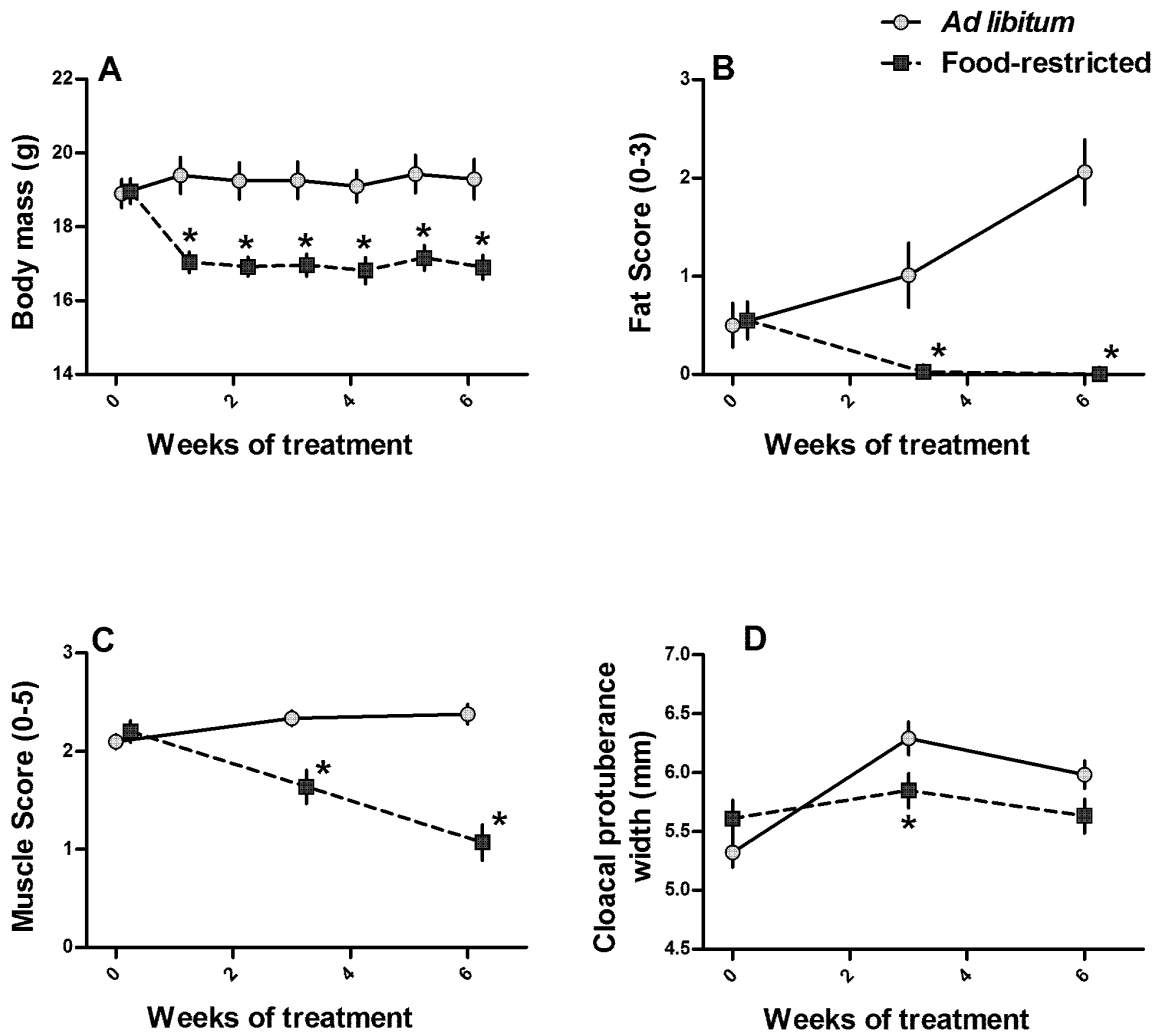 Ad libitum
Food-restricted
A
22
20
18
16
14
Body mass (g)
0 2 4 6
Weeks of treatment
*
*
*
*
*
*
B
3
2
1
0
Fat Score (0-3)
0 2 4 6
Weeks of treatment
*
*
C
3
2
1
0
Muscle Score (0-5)
0 2 4 6
Weeks of treatment
*
*
D
7.0
6.5
6.0
5.5
5.0
4.5
Cloacal protuberance
width (mm)
0 2 4 6
Weeks of treatment
*